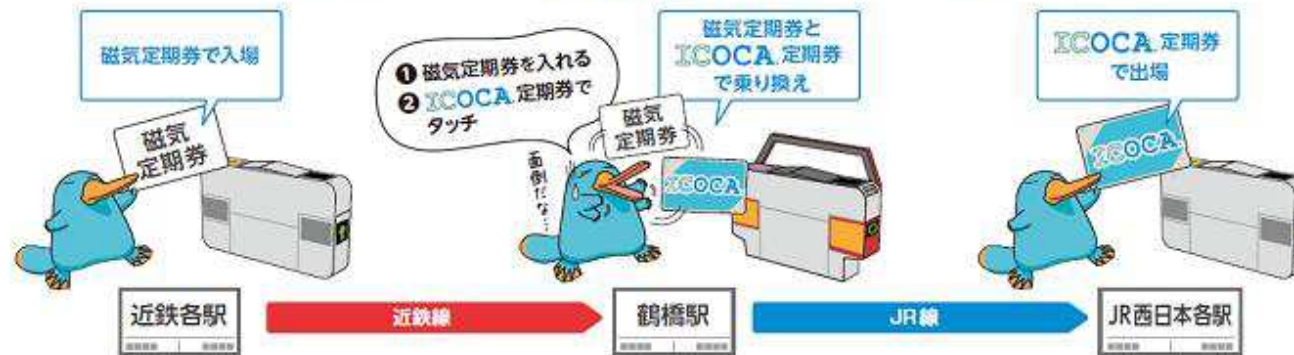 磁気定期券で入場
磁気
定期券
❶ 磁気定期券を入れる
❷ ICOCA 定期券で
タッチ
面倒だな…
磁気
定期券
ICOCA
磁気定期券と
ICOCA 定期券
で乗り換え
ICOCA 定期券
で出場
ICOCA
近鉄各駅
近鉄線
鶴橋駅
JR線
JR西日本各駅